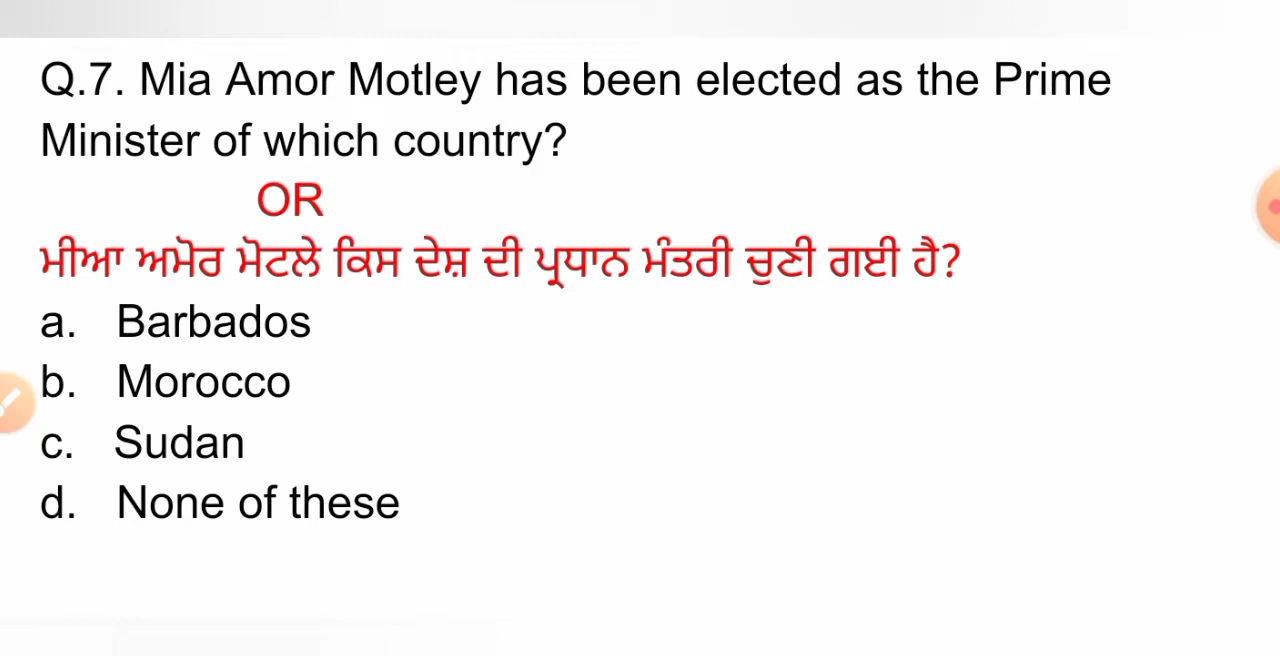 Q.7. Mia Amor Motley has been elected as the Prime
Minister of which country?
OR
ਮੀਆ ਅਮੋਰ ਮੋਟਲੇ ਕਿਸ ਦੇਸ਼ ਦੀ ਪ੍ਰਧਾਨ ਮੰਤਰੀ ਚੁਣੀ ਗਈ ਹੈ?
a. Barbados
b. Morocco
c. Sudan
d. None of these